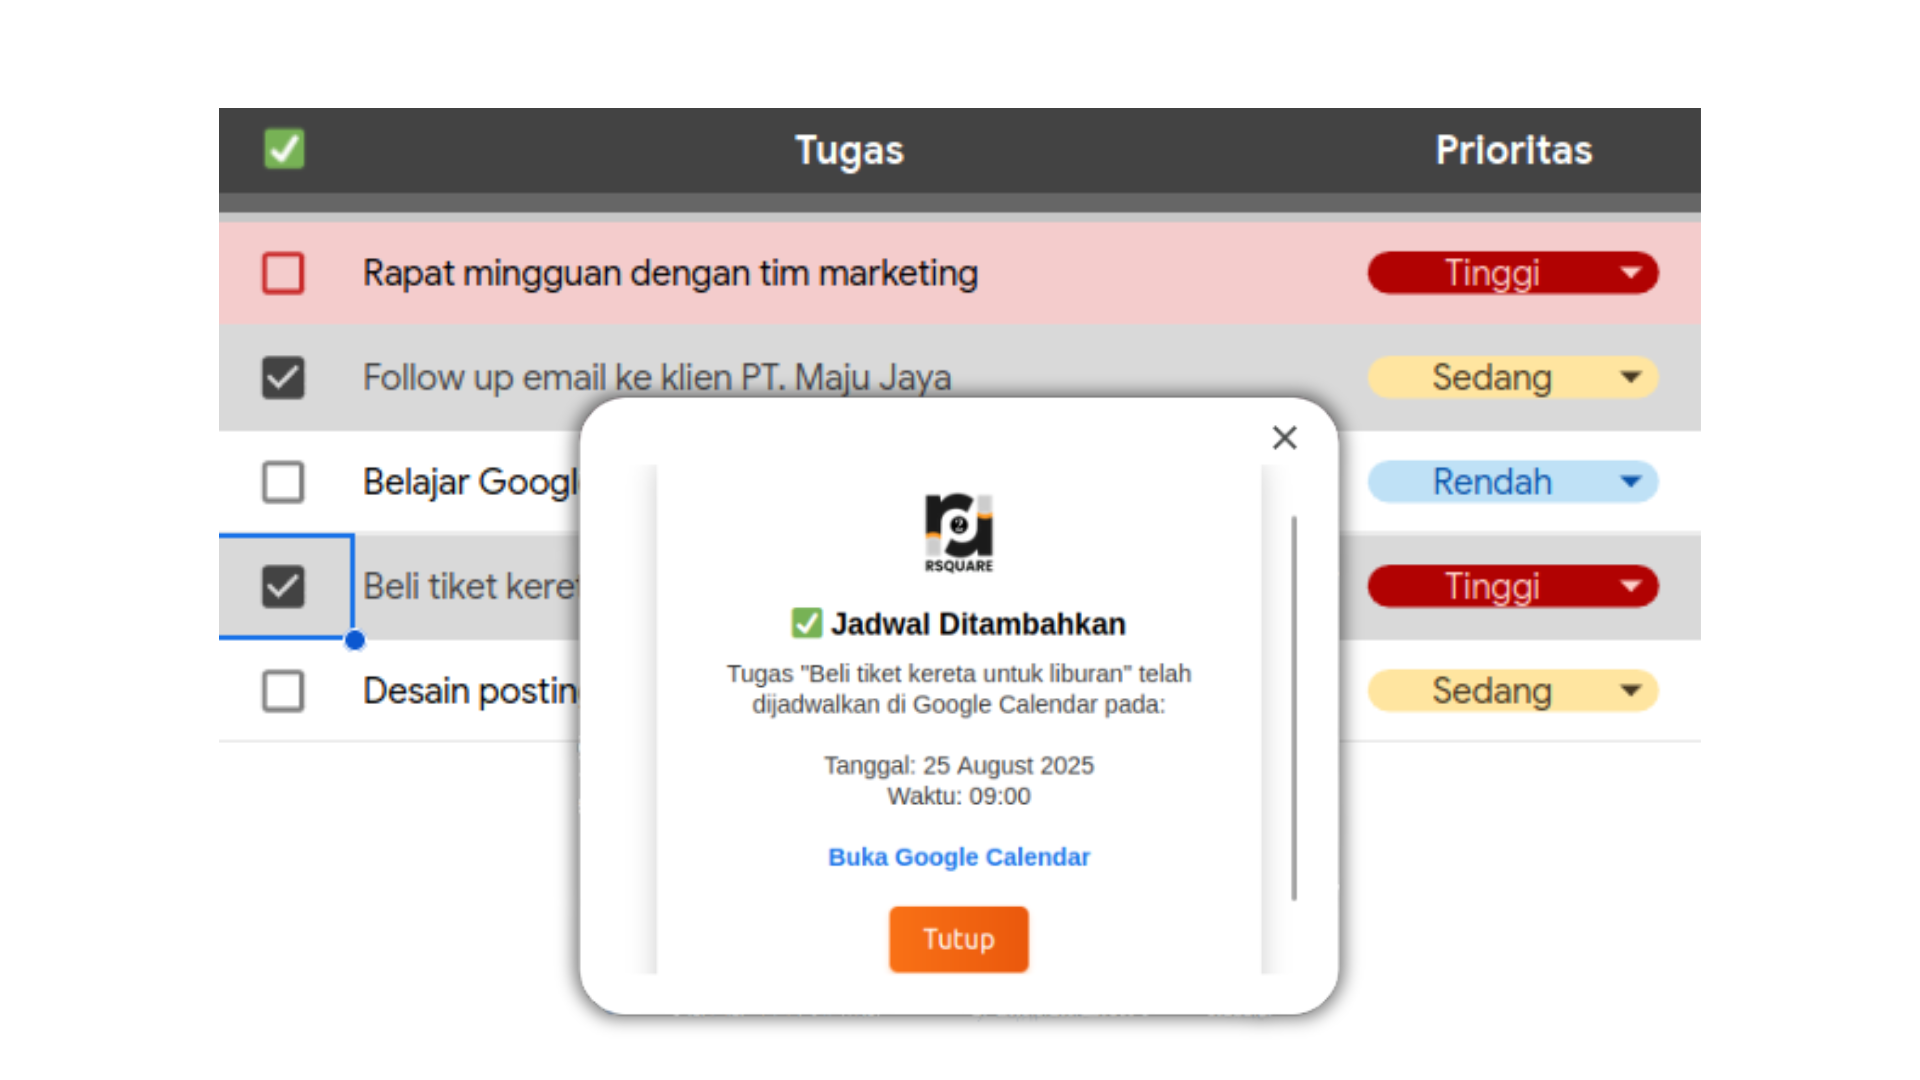 Tugas Prioritas
Rapat mingguan dengan tim marketing Tinggi
Follow up email ke klien PT. Maju Jaya Sedang
Belajar Googl Rendah
Beli tiket keret Tinggi
Desain postin Sedang
RSQUARE
✅ Jadwal Ditambahkan
Tugas "Beli tiket kereta untuk liburan" telah
dijadwalkan di Google Calendar pada:
Tanggal: 25 August 2025
Waktu: 09:00
Buka Google Calendar
Tutup